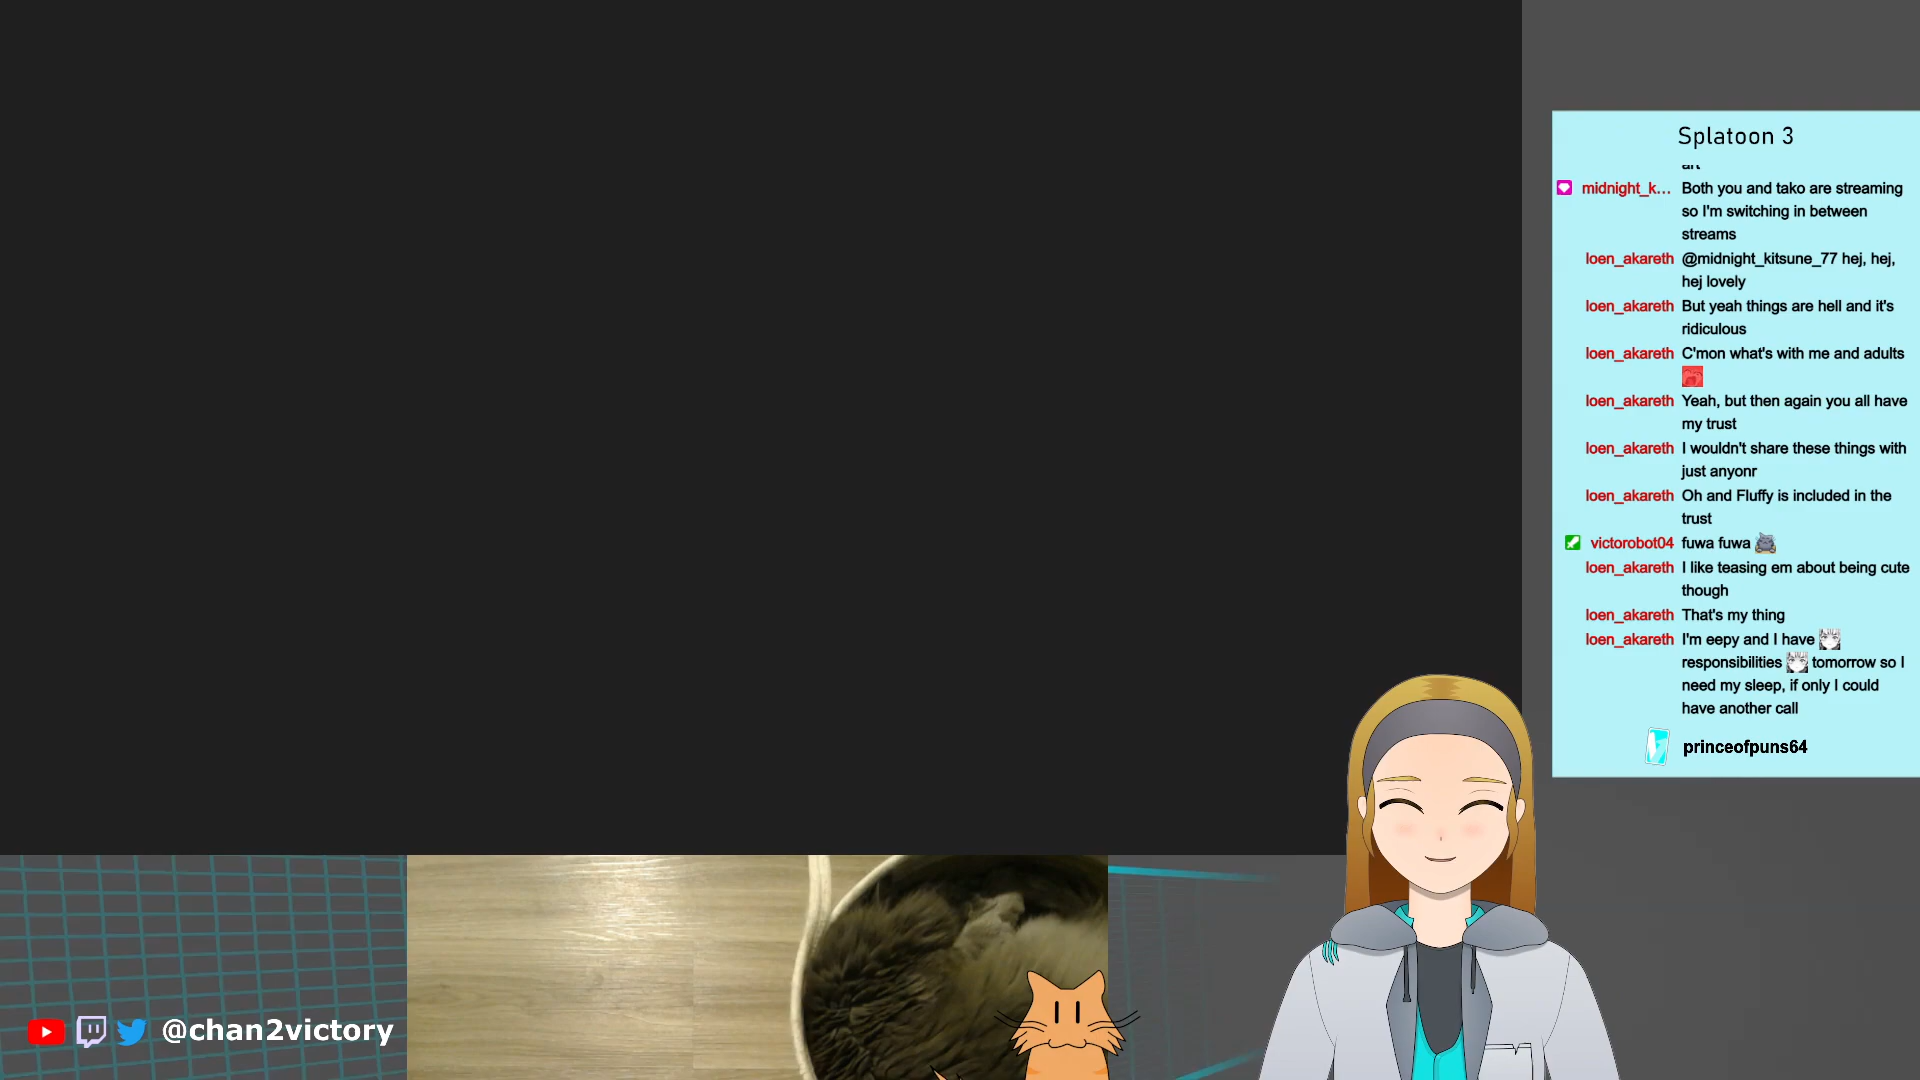 Splatoon 3
art
midnight_k... Both you and tako are streaming
so I'm switching in between
streams
loen_akareth @midnight_kitsune_77 hej, hej,
hej lovely
loen_akareth But yeah things are hell and it's
ridiculous
loen_akareth C'mon what's with me and adults
loen_akareth Yeah, but then again you all have
my trust
loen_akareth I wouldn't share these things with
just anyonr
loen_akareth Oh and Fluffy is included in the
trust
victorobot04 fuwa fuwa
loen_akareth I like teasing em about being cute
though
loen_akareth That's my thing
loen_akareth I'm eepy and I have
responsibilities tomorrow so I
need my sleep, if only I could
have another call
princeofpuns64
@chan2victory